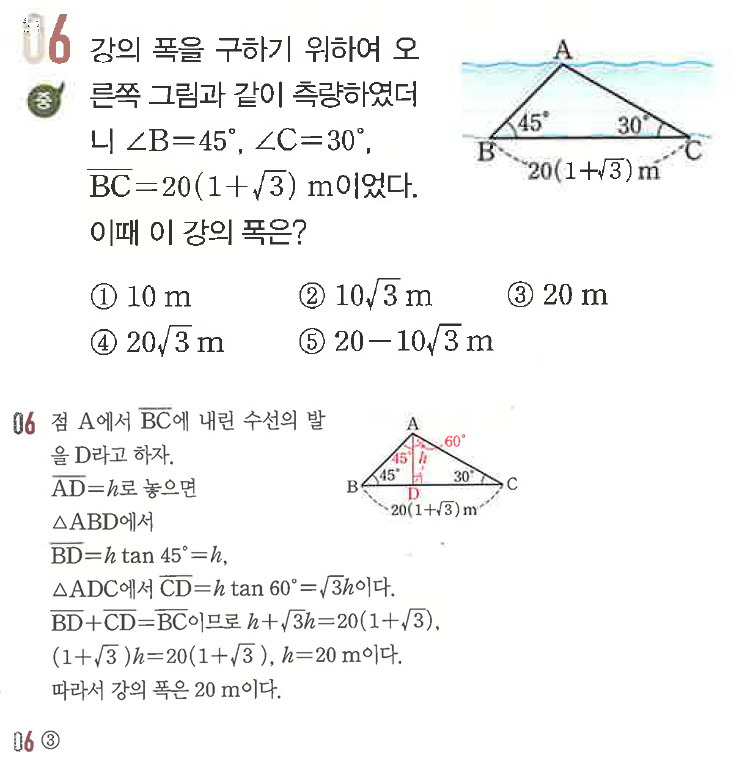 06 강의 폭을 구하기 위하여 오
중 른쪽 그림과 같이 측량하였더
니 ∠B=45°, ∠C=30°,
BC=20(1+√3) m이었다.
이때 이 강의 폭은?
A
45° 30°
B C
20(1+√3) m
① 10 m ② 10√3 m ③ 20 m
④ 20√3 m ⑤ 20-10√3 m
06 점 A에서 BC에 내린 수선의 발
을 D라고 하자.
AD=h로 놓으면
△ABD에서
BD=h tan 45°=h,
△ADC에서 CD=h tan 60°=√3h이다.
BD+CD=BC이므로 h+√3h=20(1+√3),
(1+√3)h=20(1+√3), h=20 m이다.
따라서 강의 폭은 20 m이다.
A
60°
45° h
45° 30°
B D C
20(1+√3) m
06 ③